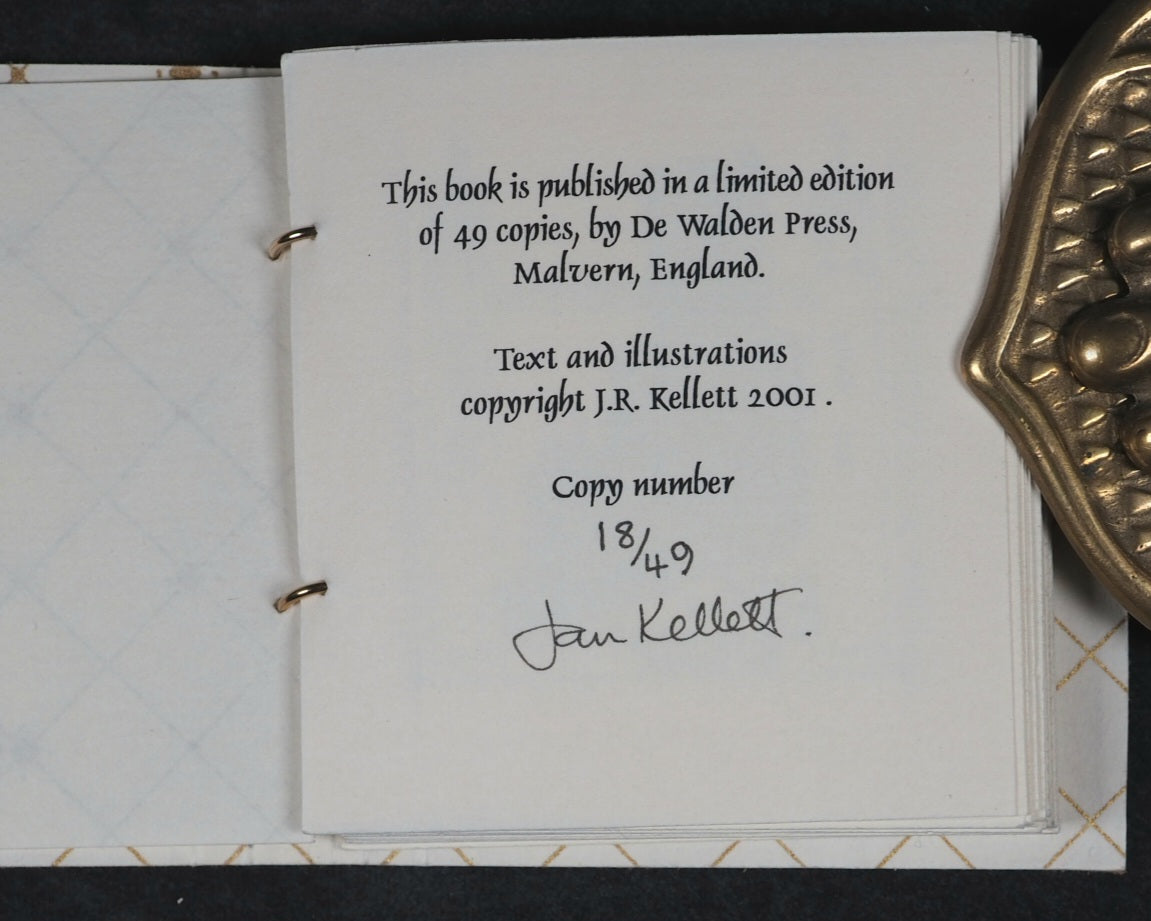 This book is published in a limited edition
of 49 copies, by De Walden Press,
Malvern, England.
Text and illustrations
copyright J.R. Kellett 2001 .
Copy number
18/49
Jan Kellett.